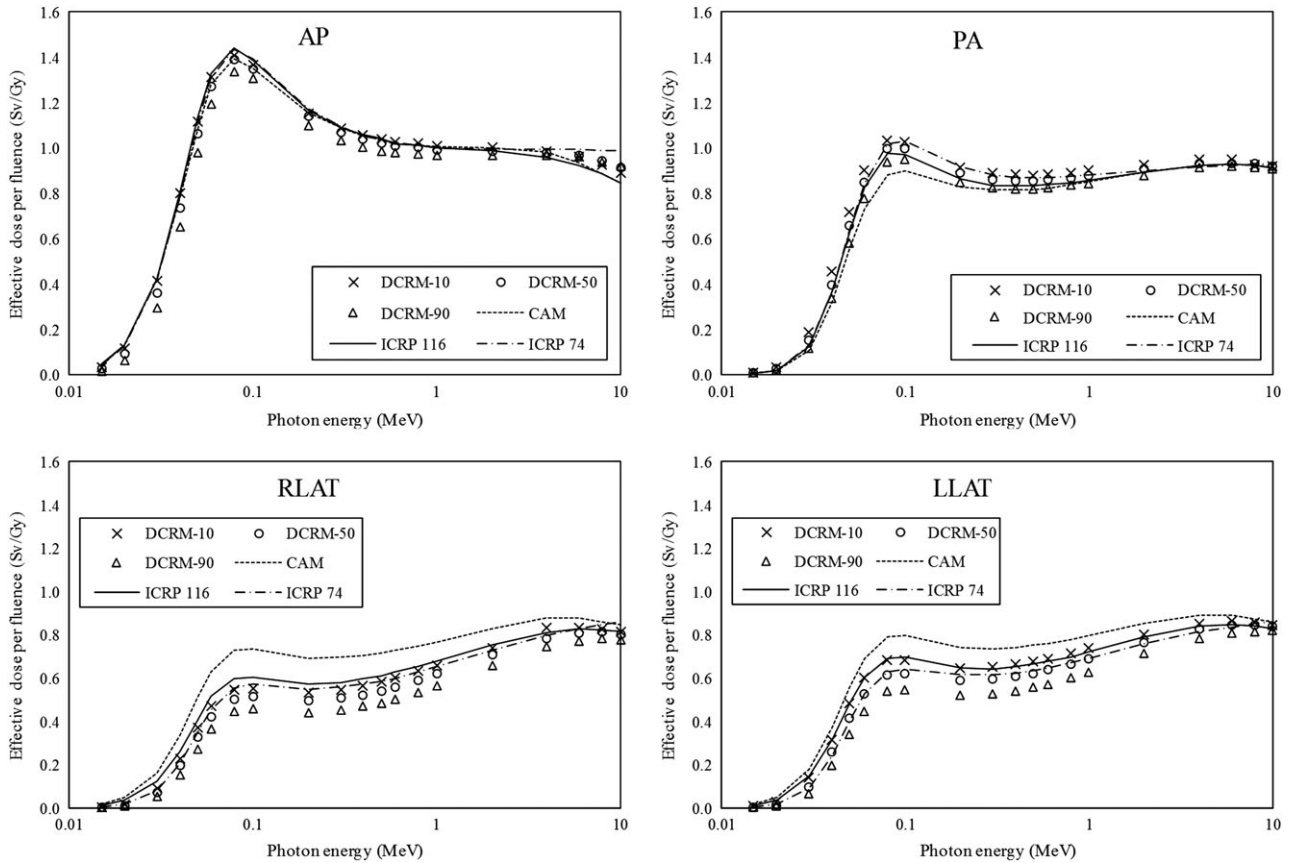 AP
Effective dose per fluence (Sv/Gy)
1.6
1.4
1.2
1.0
0.8
0.6
0.4
0.2
0.0
DCRM-10 DCRM-50
DCRM-90 CAM
ICRP 116 ICRP 74
0.01 0.1 1 10
Photon energy (MeV)
PA
Effective dose per fluence (Sv/Gy)
1.6
1.4
1.2
1.0
0.8
0.6
0.4
0.2
0.0
DCRM-10 DCRM-50
DCRM-90 CAM
ICRP 116 ICRP 74
0.01 0.1 1 10
Photon energy (MeV)
RLAT
Effective dose per fluence (Sv/Gy)
1.6
1.4
1.2
1.0
0.8
0.6
0.4
0.2
0.0
DCRM-10 DCRM-50
DCRM-90 CAM
ICRP 116 ICRP 74
0.01 0.1 1 10
Photon energy (MeV)
LLAT
Effective dose per fluence (Sv/Gy)
1.6
1.4
1.2
1.0
0.8
0.6
0.4
0.2
0.0
DCRM-10 DCRM-50
DCRM-90 CAM
ICRP 116 ICRP 74
0.01 0.1 1 10
Photon energy (MeV)